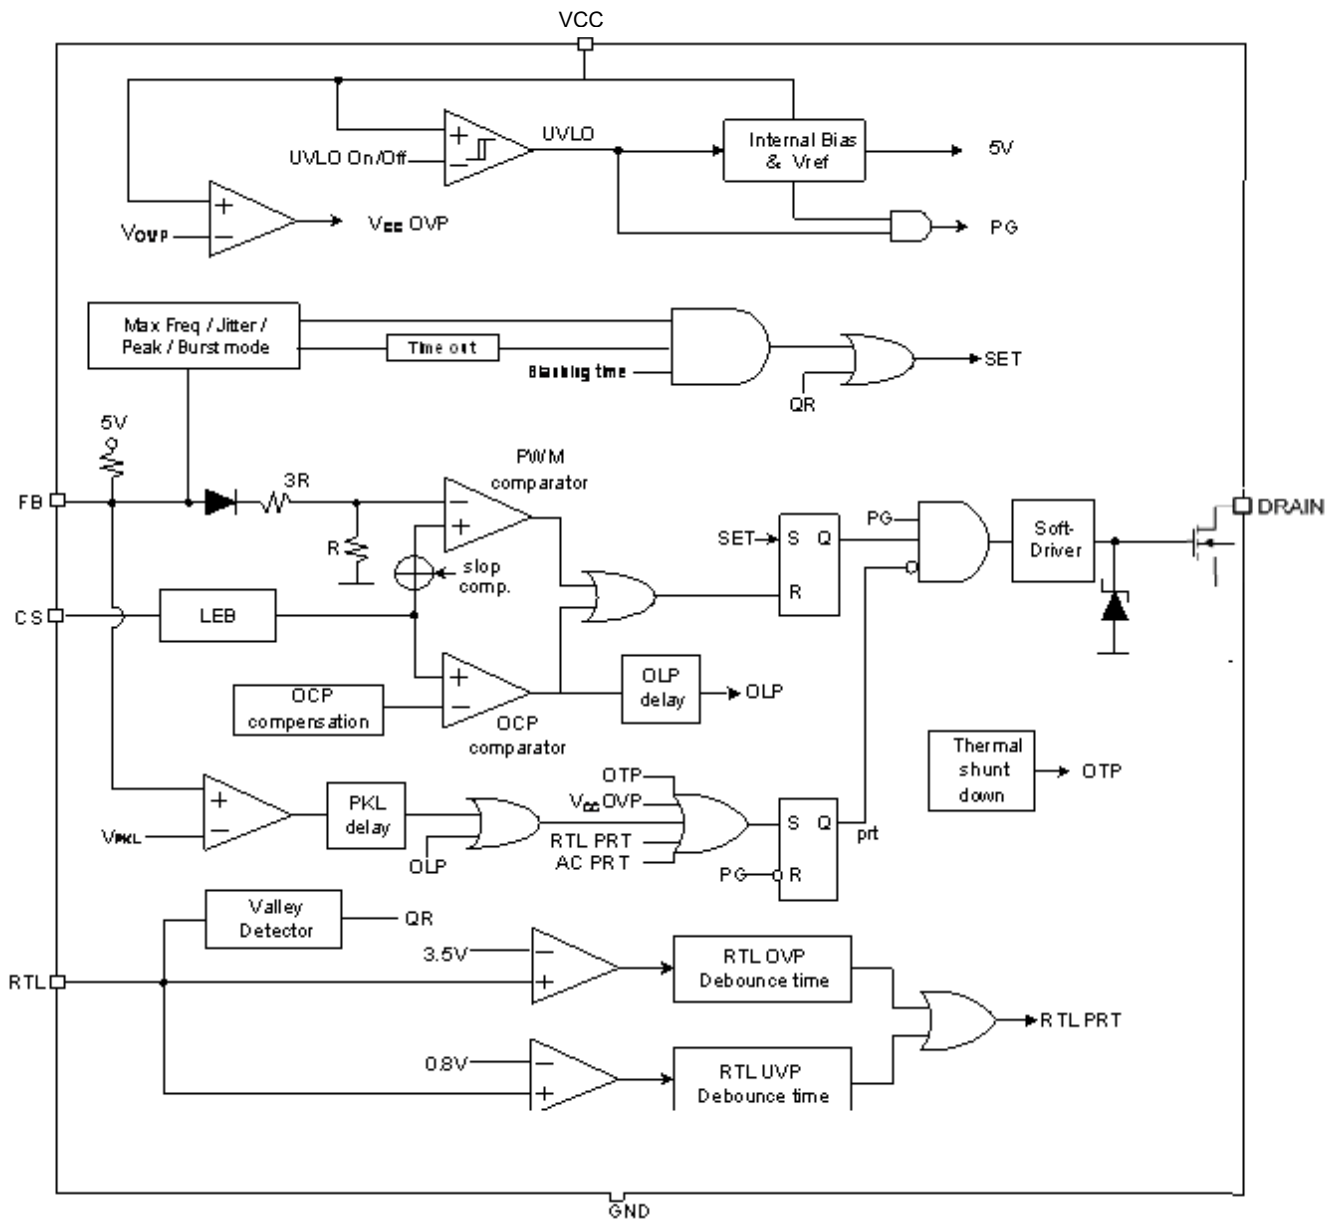 VCC
UVLO
UVLO On/Off
Internal Bias
& Vref
5V
VOVP
VCC OVP
PG
Max Freq / Jitter /
Peak / Burst mode
Time out
Blanking time
QR
SET
5V
FB
3R
R
PWM
comparator
slop
comp.
SET
S
Q
R
PG
Soft-
Driver
DRAIN
CS
LEB
OCP
compensation
OCP
comparator
OLP
delay
OLP
Thermal
shunt
down
OTP
VPKL
PKL
delay
OLP
OTP
VCC OVP
RTL PRT
AC PRT
PG
S
Q
R
prt
Valley
Detector
QR
RTL
3.5V
RTL OVP
Debounce time
RTL PRT
0.8V
RTL UVP
Debounce time
GND